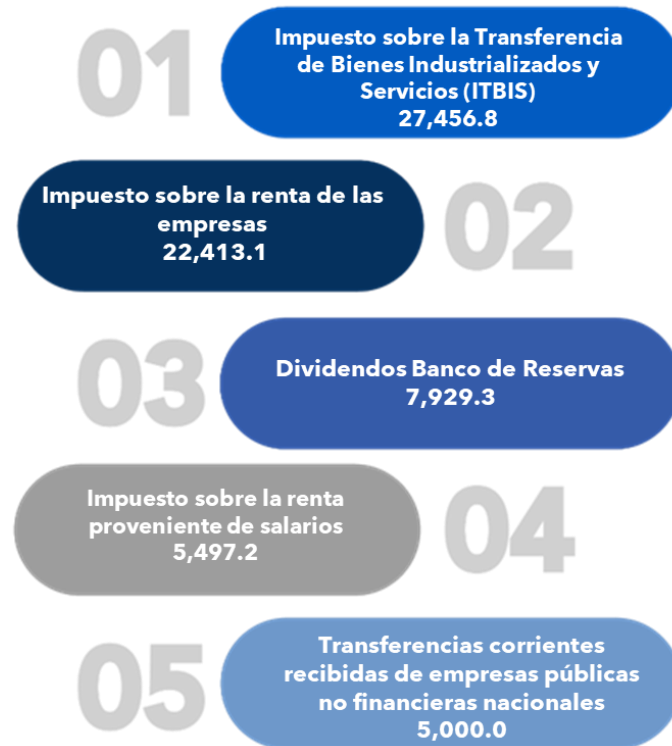 01
Impuesto sobre la Transferencia
de Bienes Industrializados y
Servicios (ITBIS)
27,456.8
Impuesto sobre la renta de las
empresas
22,413.1
02
03
Dividendos Banco de Reservas
7,929.3
Impuesto sobre la renta
proveniente de salarios
5,497.2
04
05
Transferencias corrientes
recibidas de empresas públicas
no financieras nacionales
5,000.0